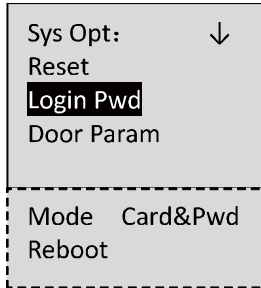 Sys Opt： ↓
Reset
Login Pwd
Door Param
Mode Card&Pwd
Reboot